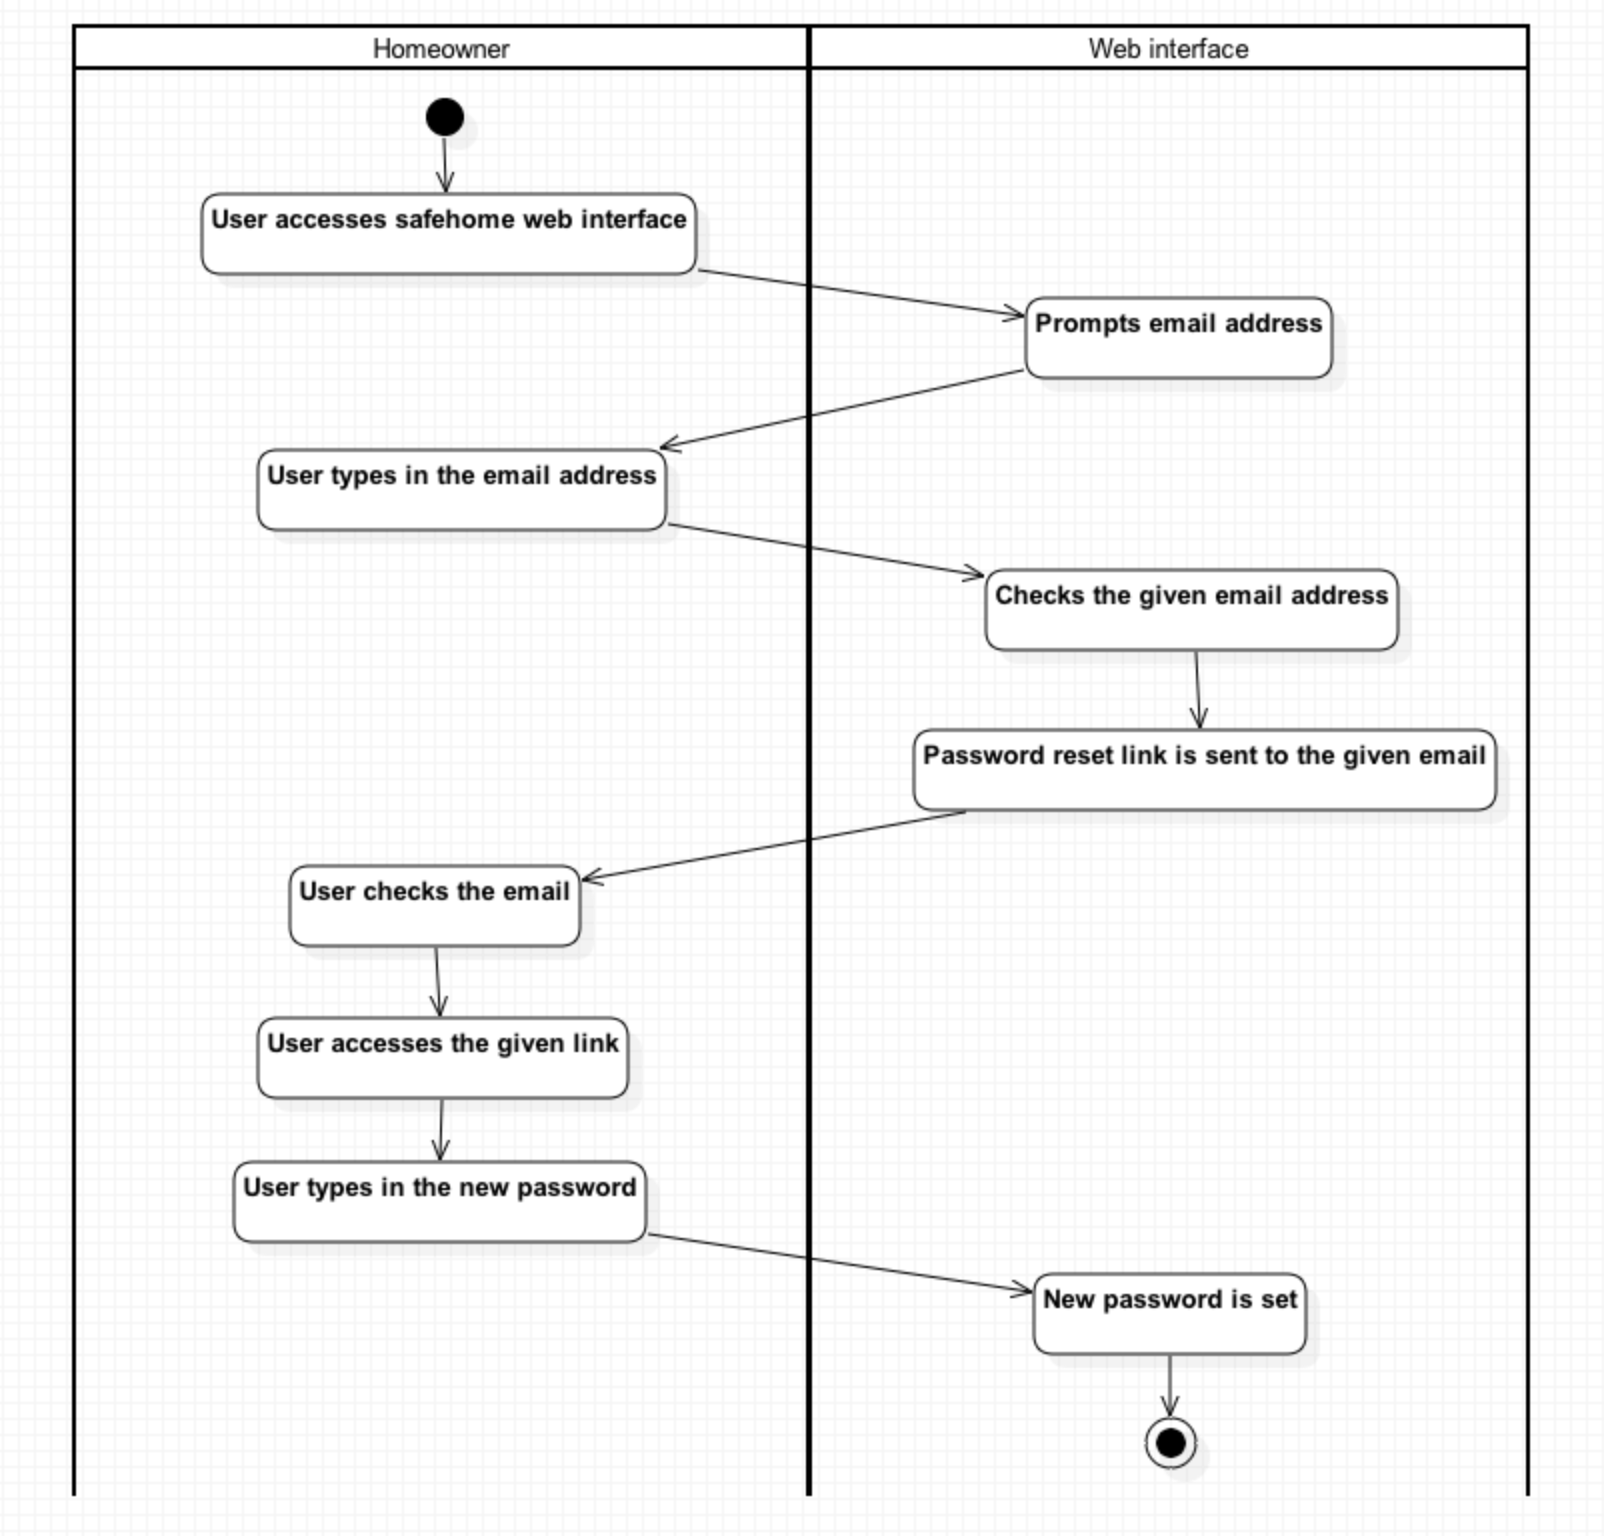 Homeowner
Web interface
User accesses safehome web interface
Prompts email address
User types in the email address
Checks the given email address
Password reset link is sent to the given email
User checks the email
User accesses the given link
User types in the new password
New password is set